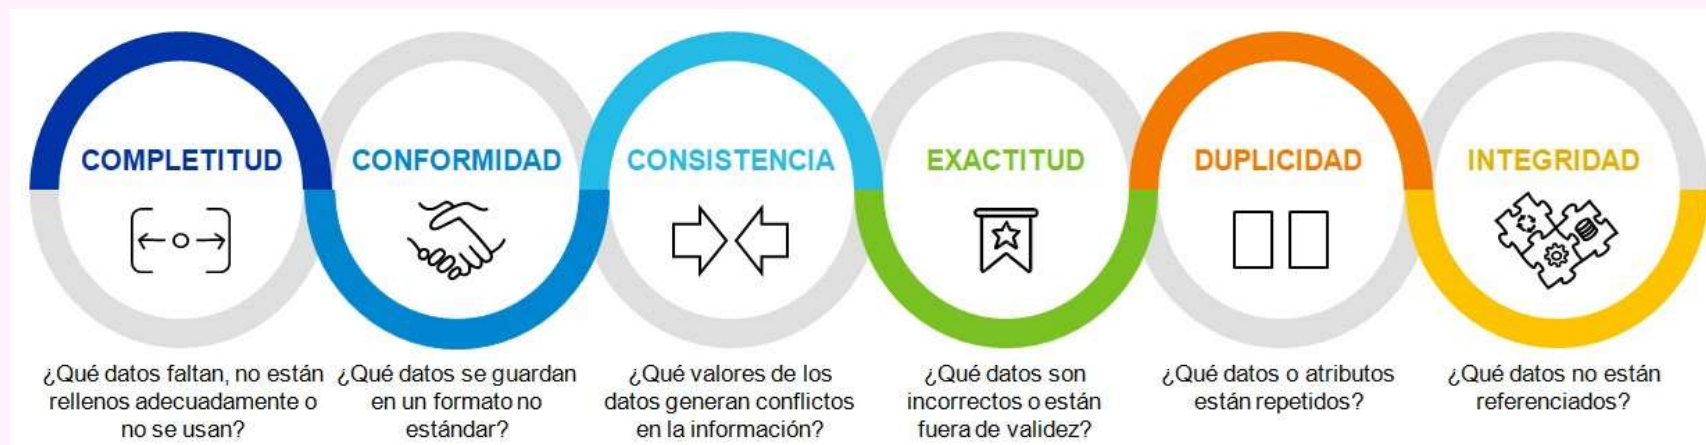 COMPLETITUD
CONFORMIDAD
CONSISTENCIA
EXACTITUD
DUPLICIDAD
INTEGRIDAD
¿Qué datos faltan, no están
rellenos adecuadamente o
no se usan?
¿Qué datos se guardan
en un formato no
estándar?
¿Qué valores de los
datos generan conflictos
en la información?
¿Qué datos son
incorrectos o están
fuera de validez?
¿Qué datos o atributos
están repetidos?
¿Qué datos no están
referenciados?